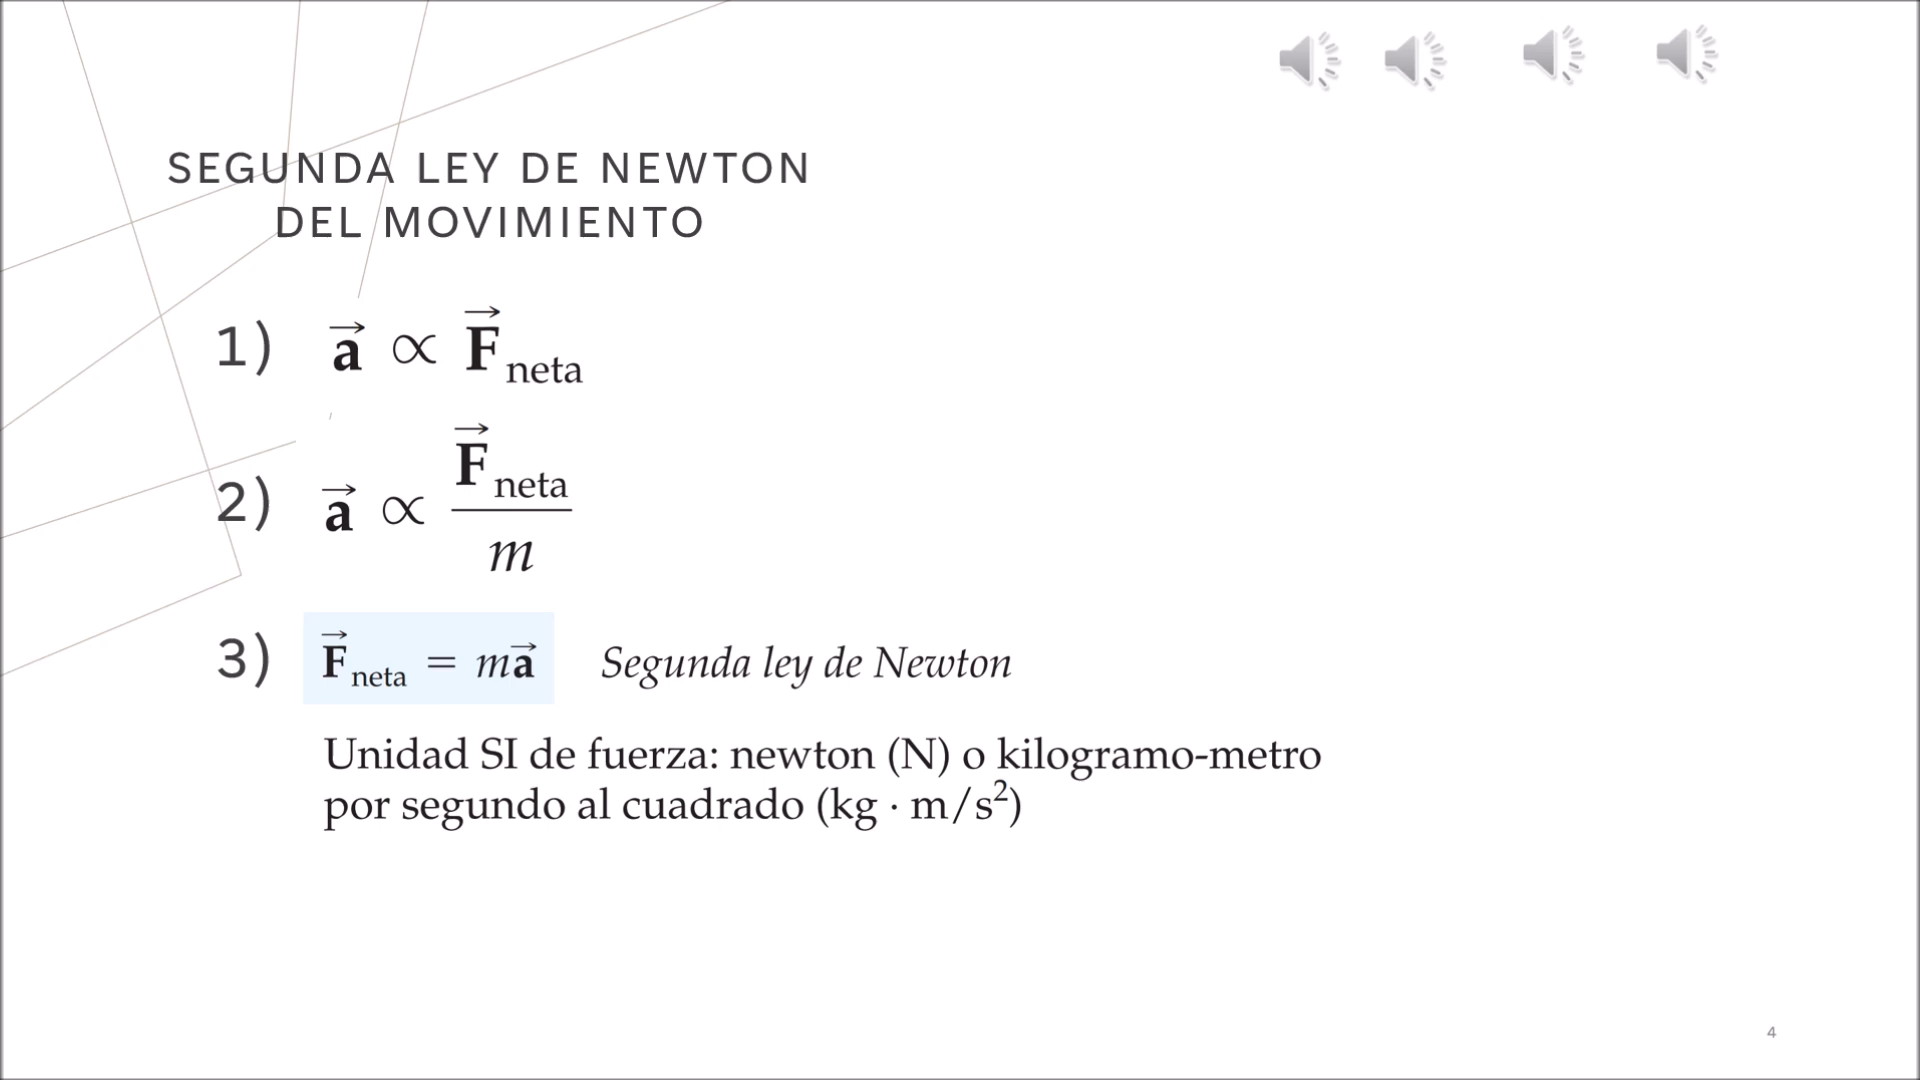 SEGUNDA LEY DE NEWTON
DEL MOVIMIENTO
1) a⃗ ∝ F⃗neta
2) a⃗ ∝ F⃗neta / m
3) F⃗neta = ma⃗ Segunda ley de Newton
Unidad SI de fuerza: newton (N) o kilogramo-metro
por segundo al cuadrado (kg · m/s²)
4